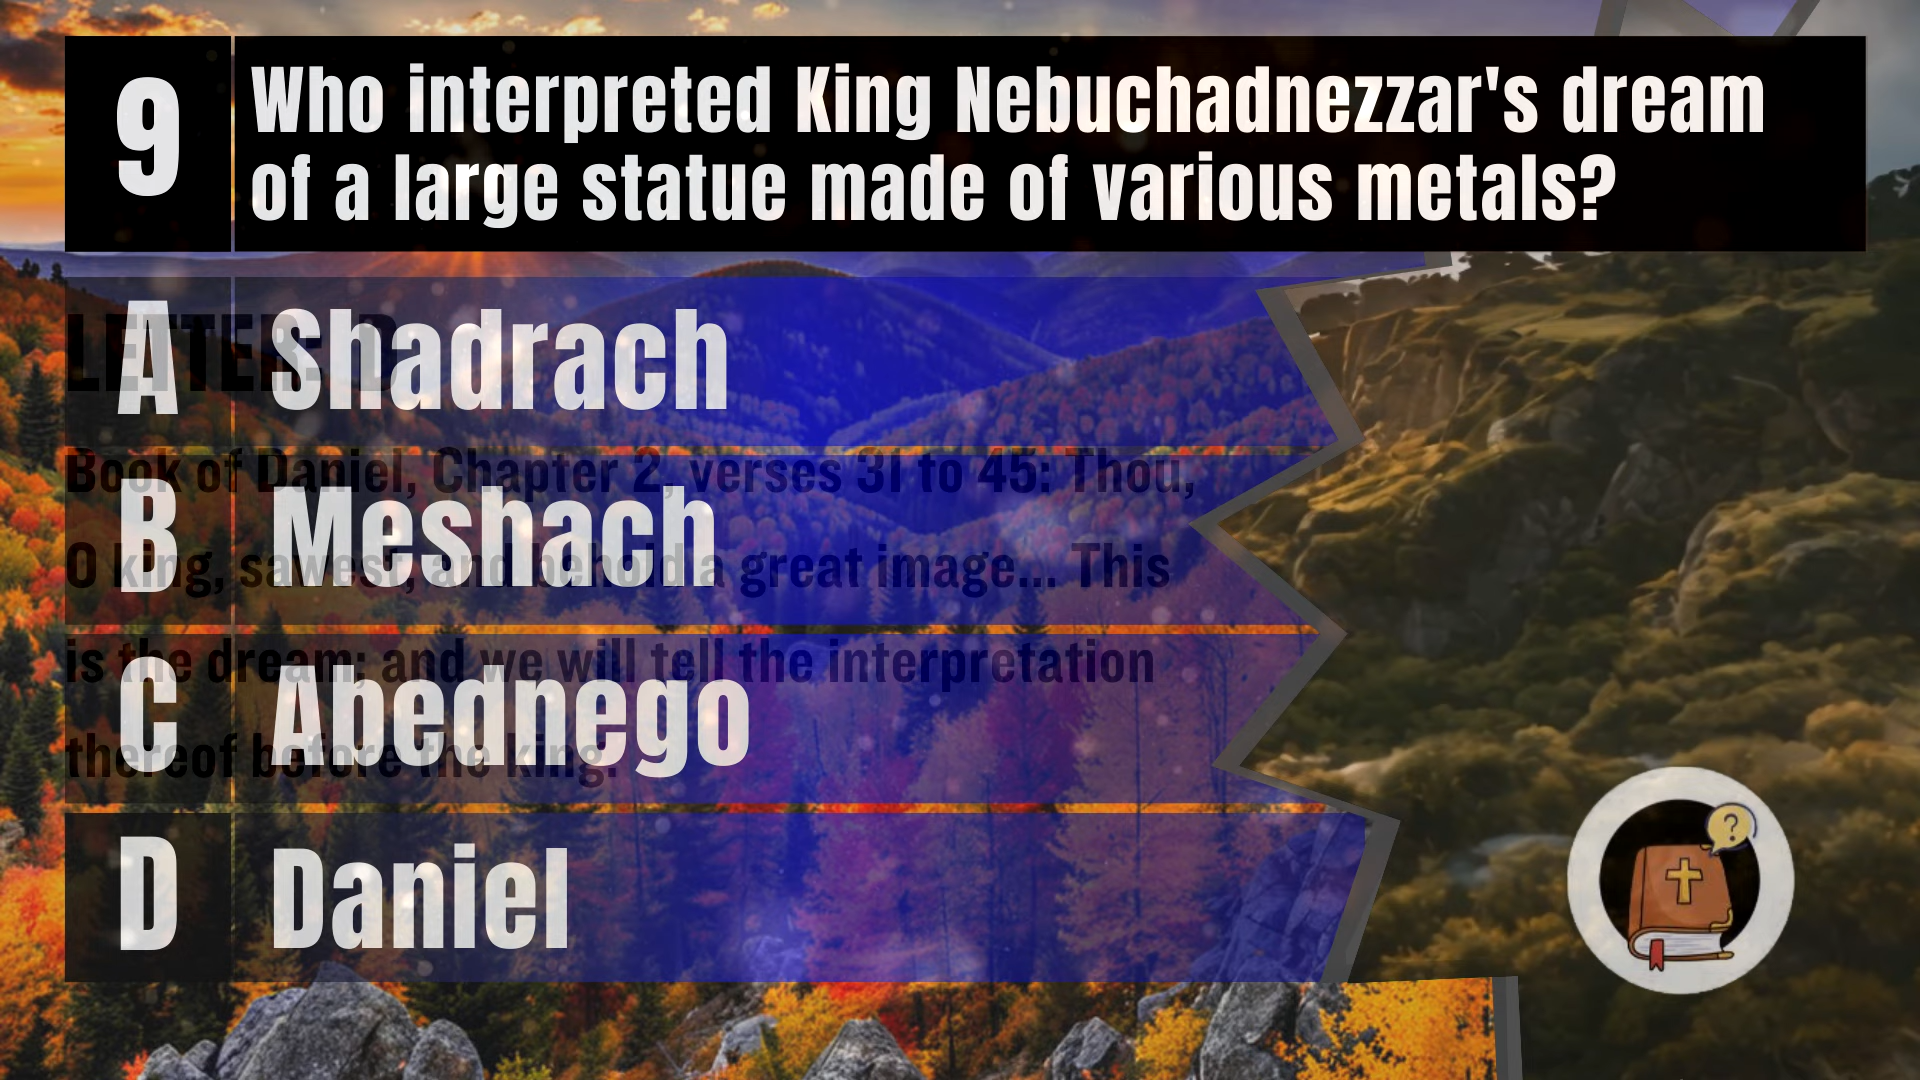 9
Who interpreted King Nebuchadnezzar's dream
of a large statue made of various metals?
LETTER D
A Shadrach
Book of Daniel, Chapter 2, verses 31 to 45: Thou,
B Meshach
O king, sawest, and behold a great image... This
is the dream; and we will tell the interpretation
C Abednego
thereof before the king.
D Daniel
?